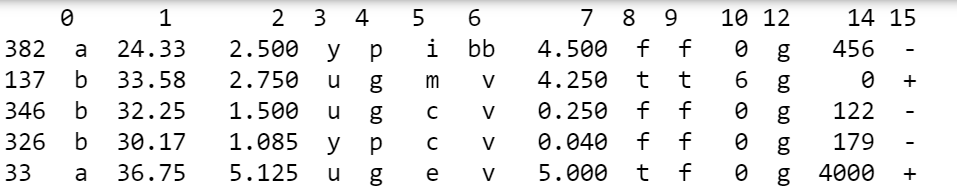 0 1 2 3 4 5 6 7 8 9 10 12 14 15
382 a 24.33 2.500 y p i bb 4.500 f f 0 g 456 -
137 b 33.58 2.750 u g m v 4.250 t t 6 g 0 +
346 b 32.25 1.500 u g c v 0.250 f f 0 g 122 -
326 b 30.17 1.085 y p c v 0.040 f f 0 g 179 -
33 a 36.75 5.125 u g e v 5.000 t f 0 g 4000 +